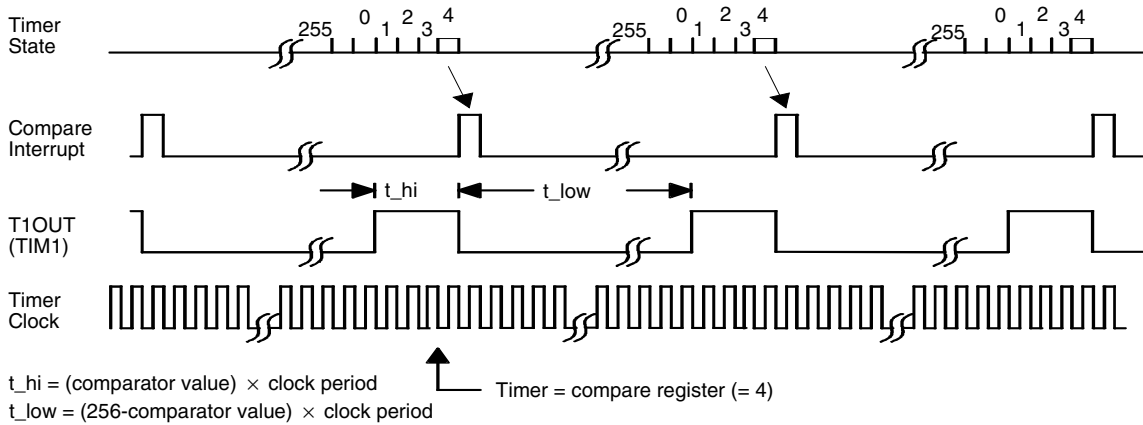 Timer
State
255 0 1 2 3 4
255 0 1 2 3 4
255 0 1 2 3 4
Compare
Interrupt
t_hi
t_low
T1OUT
(TIM1)
Timer
Clock
t_hi = (comparator value) × clock period
t_low = (256-comparator value) × clock period
Timer = compare register (= 4)